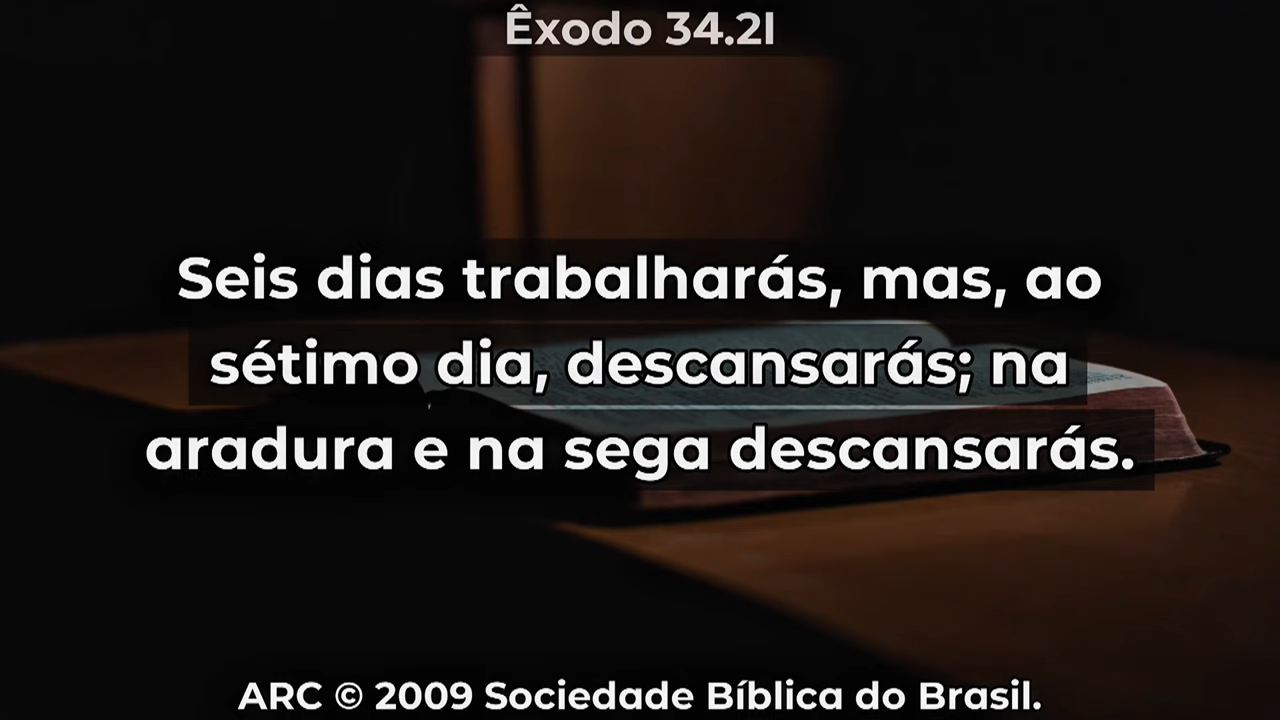 Êxodo 34.21
Seis dias trabalharás, mas, ao
sétimo dia, descansarás; na
aradura e na sega descansarás.
ARC © 2009 Sociedade Bíblica do Brasil.